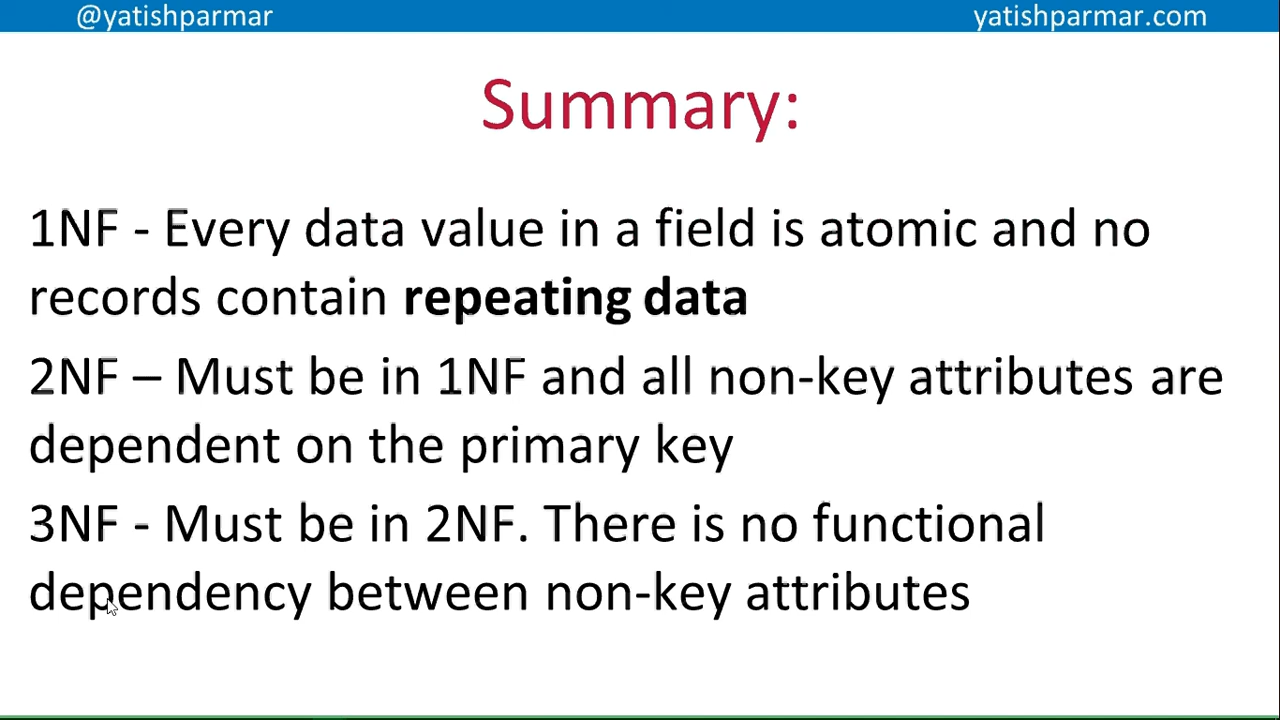 @yatishparmar yatishparmar.com
Summary:
1NF - Every data value in a field is atomic and no
records contain repeating data
2NF – Must be in 1NF and all non-key attributes are
dependent on the primary key
3NF - Must be in 2NF. There is no functional
dependency between non-key attributes